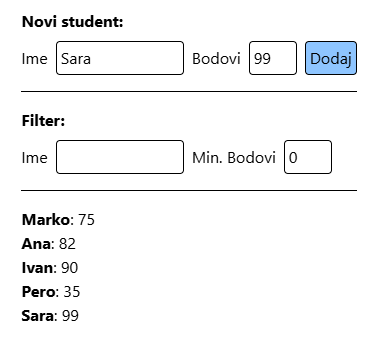 Novi student:
Ime Sara Bodovi 99 Dodaj
Filter:
Ime Min. Bodovi 0
Marko: 75
Ana: 82
Ivan: 90
Pero: 35
Sara: 99